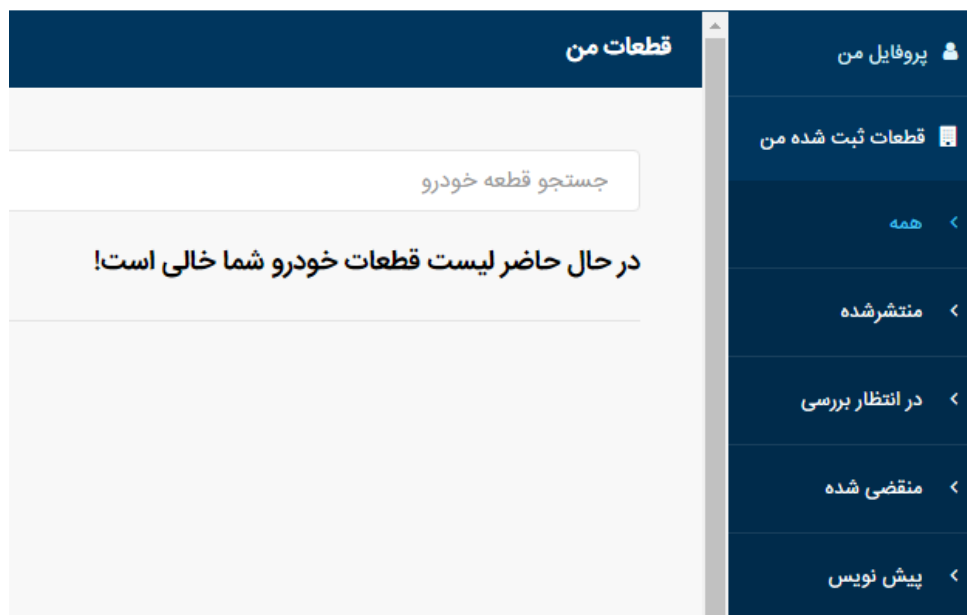 پروفایل من
قطعات ثبت شده من
همه
منتشرشده
در انتظار بررسی
منقضی شده
پیش نویس
قطعات من
جستجو قطعه خودرو
در حال حاضر لیست قطعات خودرو شما خالی است!